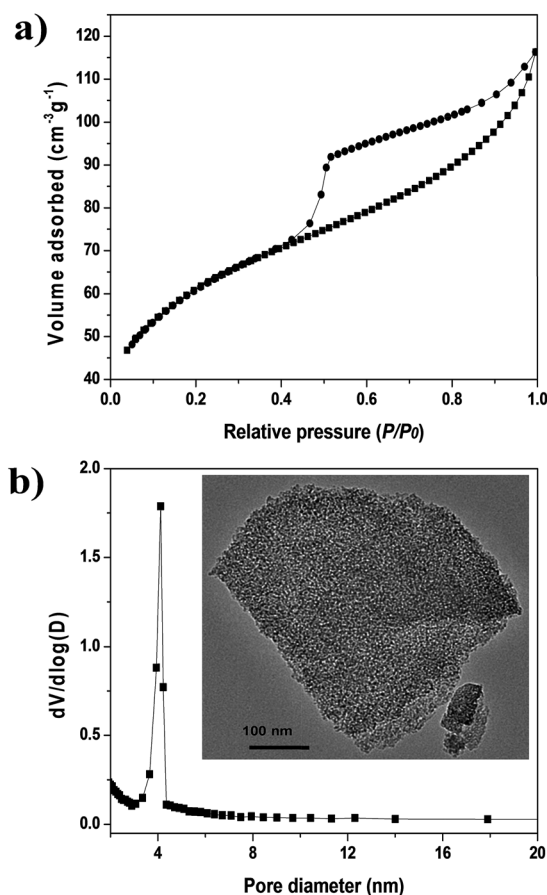 a)
120
110
100
90
80
70
60
50
40
Volume adsorbed (cm⁻³g⁻¹)
0.0 0.2 0.4 0.6 0.8 1.0
Relative pressure (P/P₀)
b)
2.0
1.5
1.0
0.5
0.0
dV/dlog(D)
100 nm
4 8 12 16 20
Pore diameter (nm)